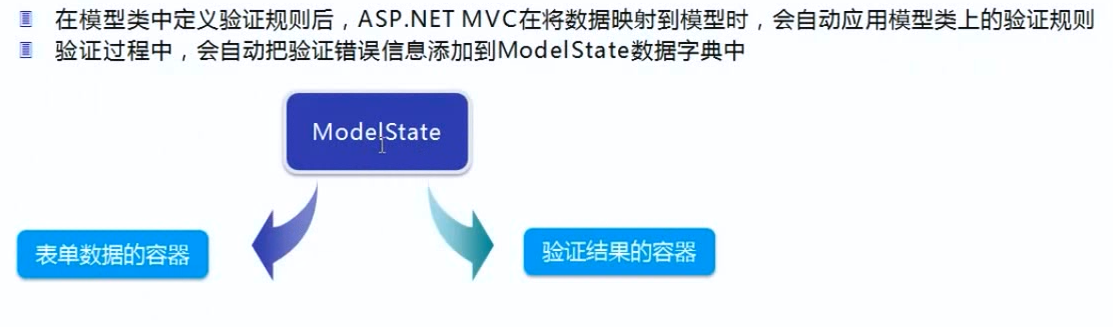 在模型类中定义验证规则后，ASP.NET MVC在将数据映射到模型时，会自动应用模型类上的验证规则
验证过程中，会自动把验证错误信息添加到ModelState数据字典中
ModelState
表单数据的容器
验证结果的容器